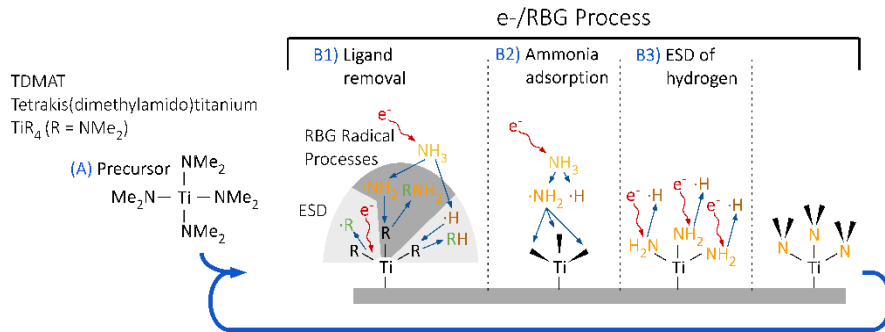 e-/RBG Process
B1) Ligand
removal
B2) Ammonia
adsorption
B3) ESD of
hydrogen
TDMAT
Tetrakis(dimethylamido)titanium
TiR₄ (R = NMe₂)
(A) Precursor
NMe₂
Me₂N — Ti — NMe₂
NMe₂
RBG Radical
Processes
e⁻
NH₃
·NH₂
RNH₂
ESD
·R
e⁻
R
·H
R
R
RH
Ti
e⁻
NH₃
·NH₂
·H
Ti
e⁻
·H
e⁻
·H
e⁻
·H
H₂N
NH₂
NH₂
Ti
N
N
N
Ti